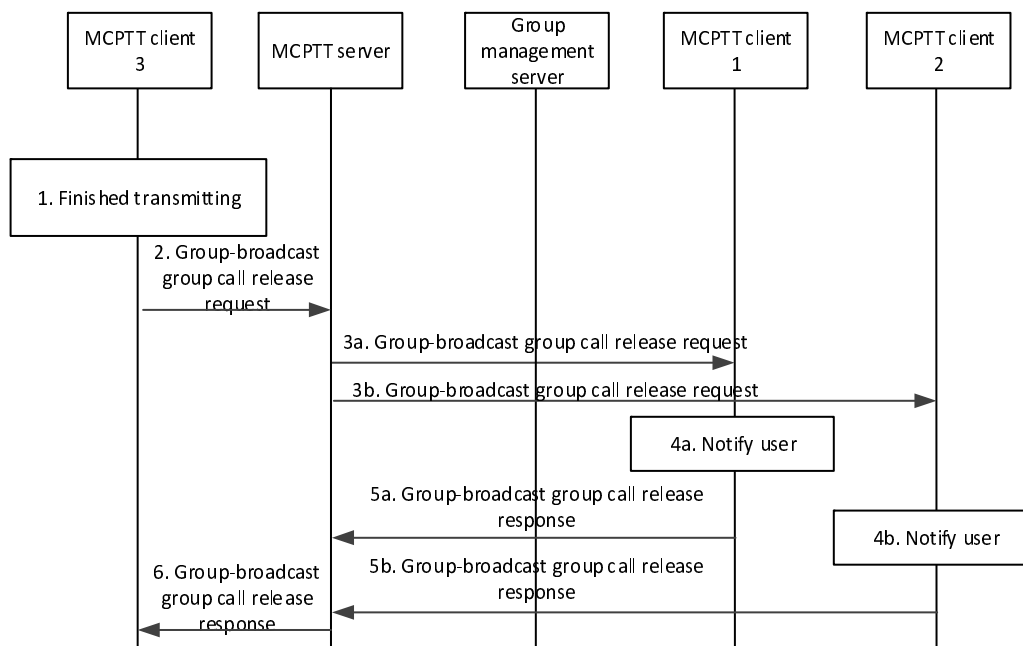 MCPTT client
3
MCPTT server
Group
management
server
MCPTT client
1
MCPTT client
2
1. Finished transmitting
2. Group-broadcast
group call release
request
3a. Group-broadcast group call release request
3b. Group-broadcast group call release request
4a. Notify user
5a. Group-broadcast group call release
response
4b. Notify user
5b. Group-broadcast group call release
response
6. Group-broadcast
group call release
response